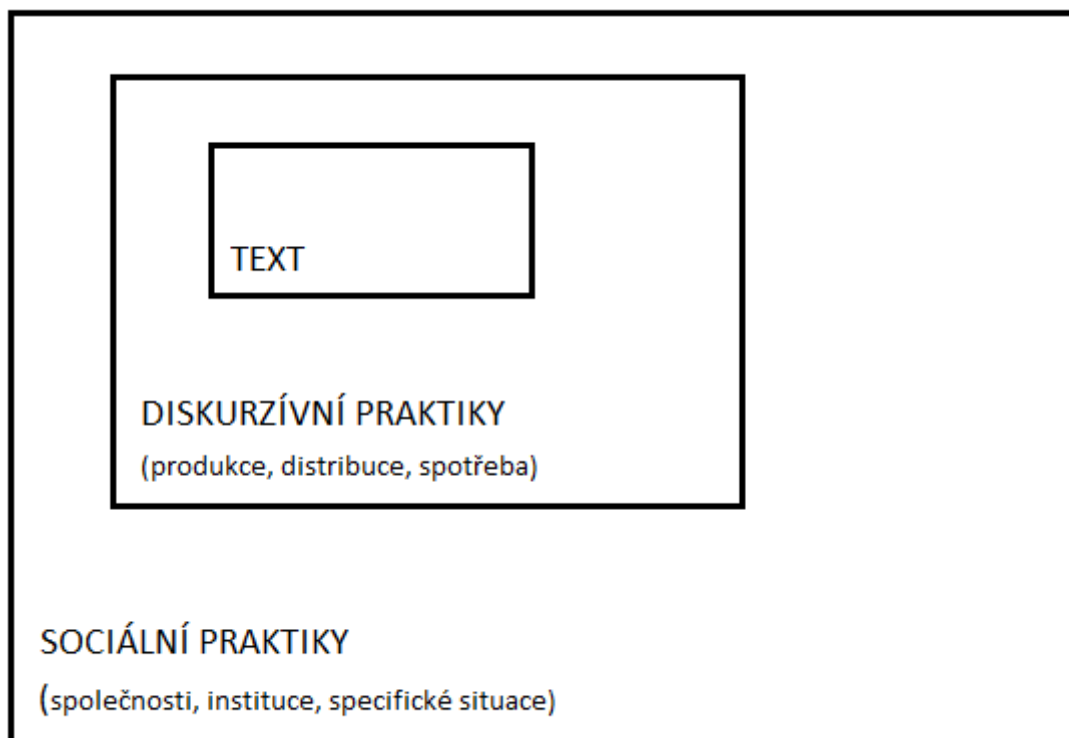 TEXT
DISKURZÍVNÍ PRAKTIKY
(produkce, distribuce, spotřeba)
SOCIÁLNÍ PRAKTIKY
(společnosti, instituce, specifické situace)